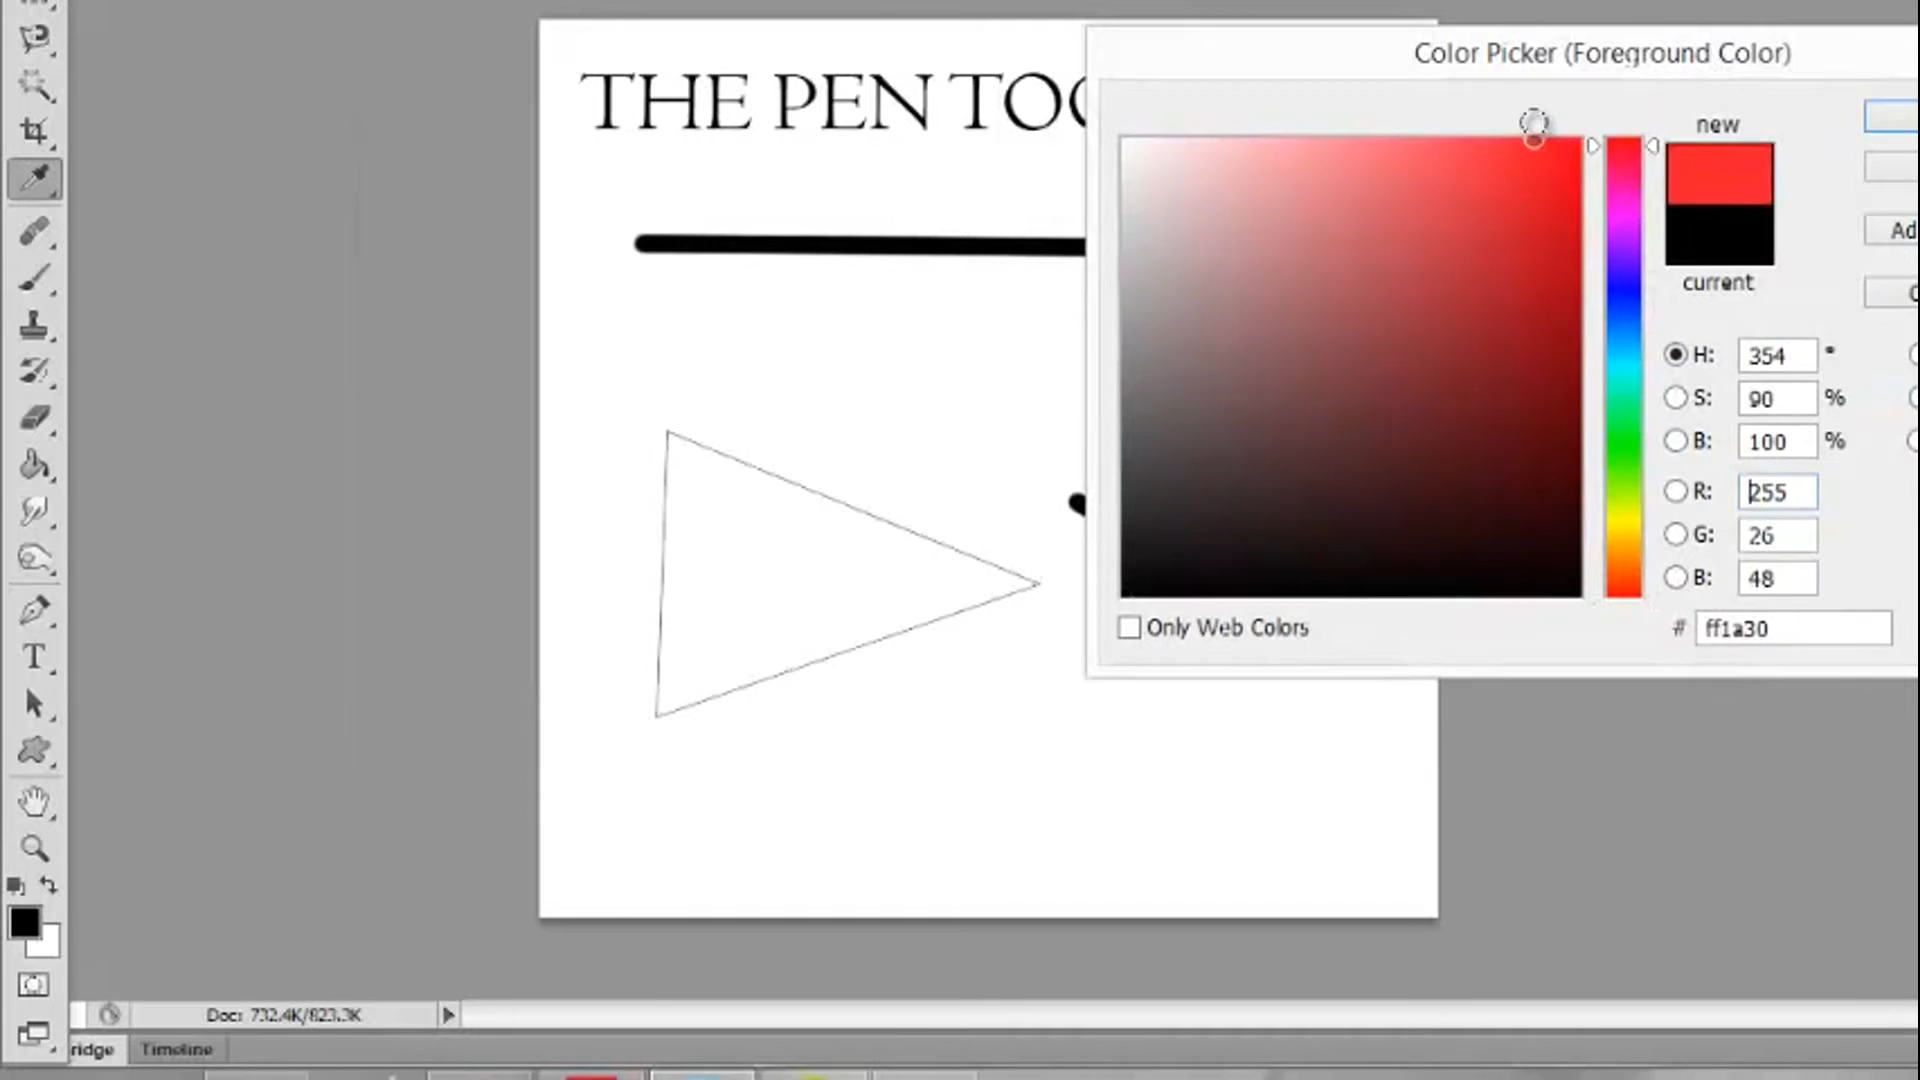 THE PEN TOO
Color Picker (Foreground Color)
new
current
Ad
H: 354 °
S: 90 %
B: 100 %
R: 255
G: 26
B: 48
Only Web Colors
# ff1a30
T
Doc: 732.4K/823.3K
ridge
Timeline